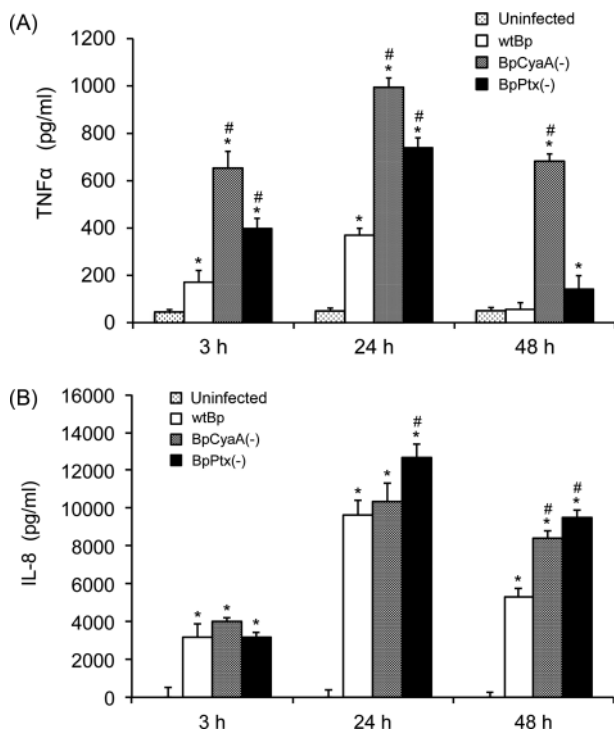 (A)
Uninfected
wtBp
BpCyaA(-)
BpPtx(-)
TNFα (pg/ml)
1200
1000
800
600
400
200
0
*
#
*
#
*
*
#
*
#
*
#
*
*
3 h
24 h
48 h
(B)
Uninfected
wtBp
BpCyaA(-)
BpPtx(-)
IL-8 (pg/ml)
16000
14000
12000
10000
8000
6000
4000
2000
0
*
*
*
*
*
#
*
*
#
*
#
*
3 h
24 h
48 h